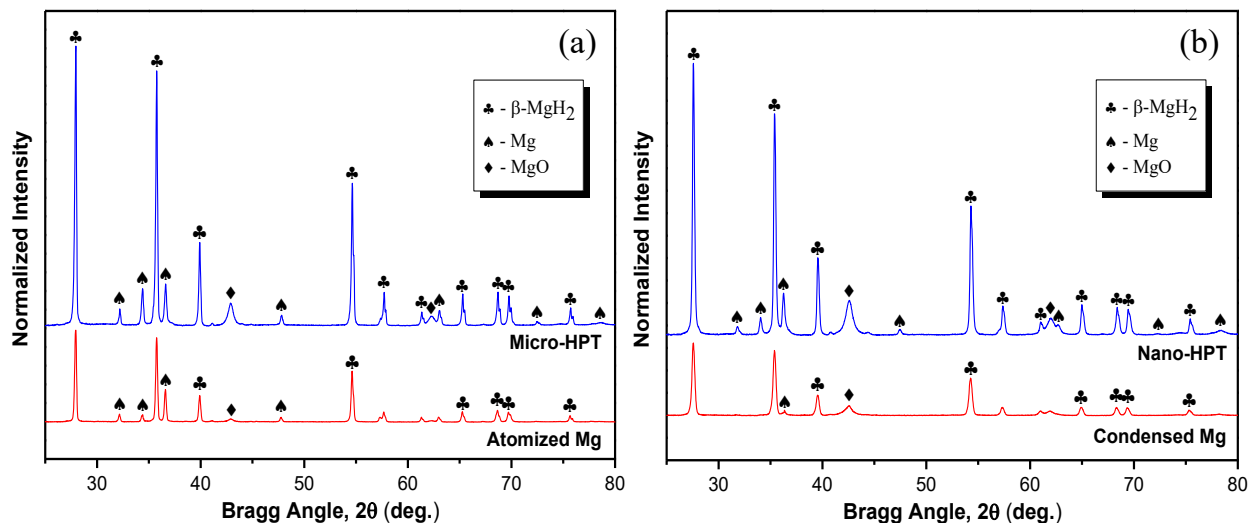 (a)
♣ - β-MgH2
♠ - Mg
♦ - MgO
Normalized Intensity
Micro-HPT
Atomized Mg
30 40 50 60 70 80
Bragg Angle, 2θ (deg.)
(b)
♣ - β-MgH2
♠ - Mg
♦ - MgO
Normalized Intensity
Nano-HPT
Condensed Mg
30 40 50 60 70 80
Bragg Angle, 2θ (deg.)